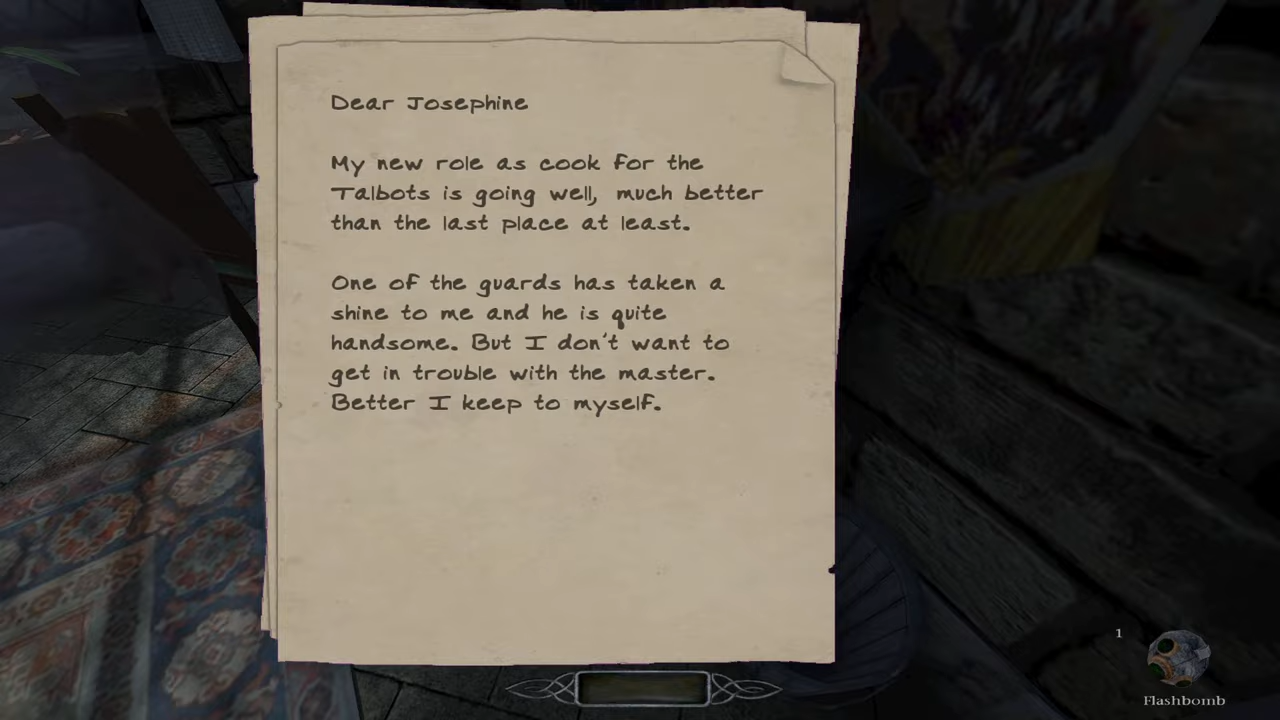 Dear Josephine
My new role as cook for the
Talbots is going well, much better
than the last place at least.
One of the guards has taken a
shine to me and he is quite
handsome. But I don't want to
get in trouble with the master.
Better I keep to myself.
1
Flashbomb